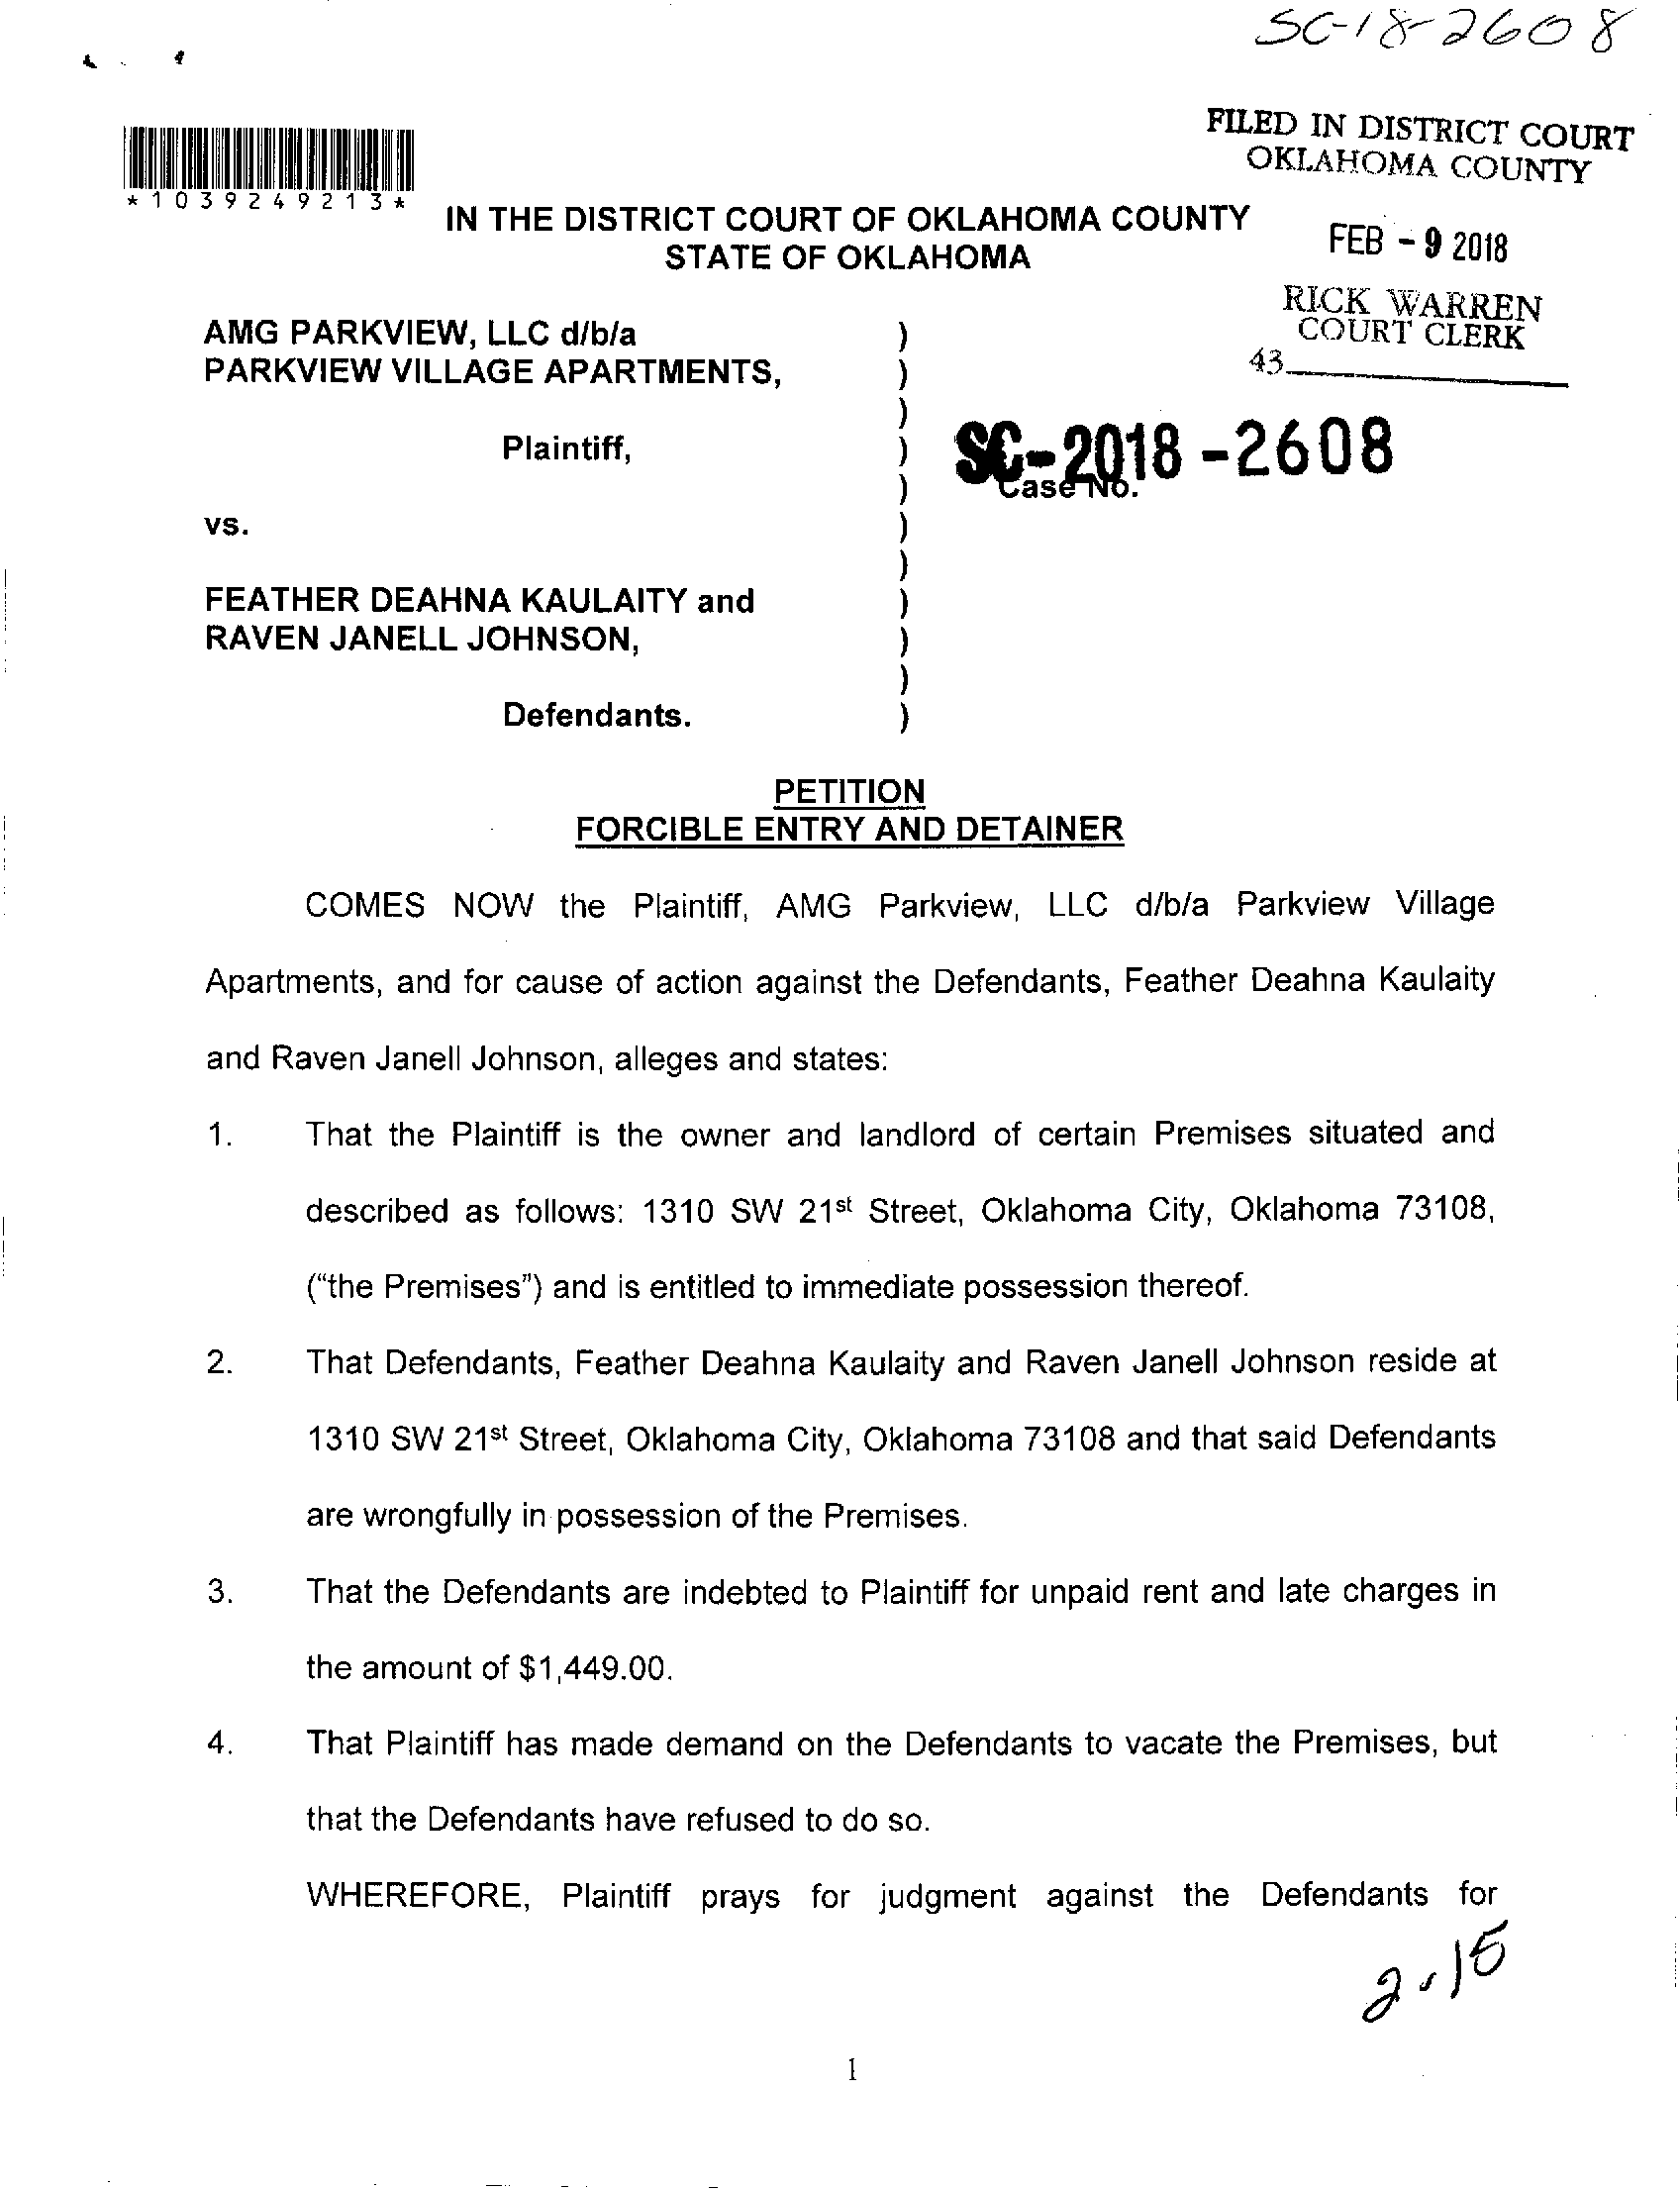 SC-18-2608
FILED IN DISTRICT COURT
OKLAHOMA COUNTY
*1039249213*
IN THE DISTRICT COURT OF OKLAHOMA COUNTY
STATE OF OKLAHOMA
FEB - 9 2018
RICK WARREN
COURT CLERK
43
AMG PARKVIEW, LLC d/b/a )
PARKVIEW VILLAGE APARTMENTS, )
)
Plaintiff, ) SC-2018-2608
) Case No.
vs. )
)
FEATHER DEAHNA KAULAITY and )
RAVEN JANELL JOHNSON, )
)
Defendants. )
PETITION
FORCIBLE ENTRY AND DETAINER
COMES NOW the Plaintiff, AMG Parkview, LLC d/b/a Parkview Village
Apartments, and for cause of action against the Defendants, Feather Deahna Kaulaity
and Raven Janell Johnson, alleges and states:
1. That the Plaintiff is the owner and landlord of certain Premises situated and
described as follows: 1310 SW 21st Street, Oklahoma City, Oklahoma 73108,
("the Premises") and is entitled to immediate possession thereof.
2. That Defendants, Feather Deahna Kaulaity and Raven Janell Johnson reside at
1310 SW 21st Street, Oklahoma City, Oklahoma 73108 and that said Defendants
are wrongfully in possession of the Premises.
3. That the Defendants are indebted to Plaintiff for unpaid rent and late charges in
the amount of $1,449.00.
4. That Plaintiff has made demand on the Defendants to vacate the Premises, but
that the Defendants have refused to do so.
WHEREFORE, Plaintiff prays for judgment against the Defendants for
2-15
1